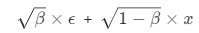 √β × ϵ + √1 − β × x